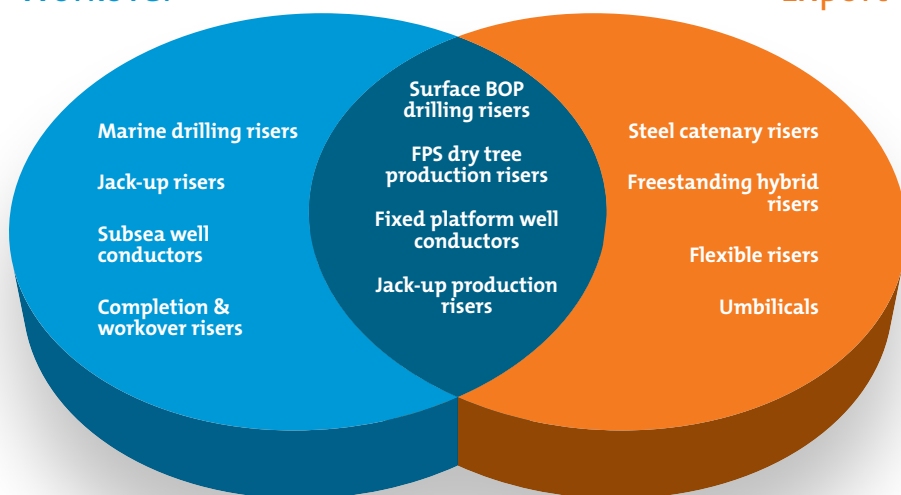 Marine drilling risers
Jack-up risers
Subsea well
conductors
Completion &
workover risers
Surface BOP
drilling risers
FPS dry tree
production risers
Fixed platform well
conductors
Jack-up production
risers
Steel catenary risers
Freestanding hybrid
risers
Flexible risers
Umbilicals